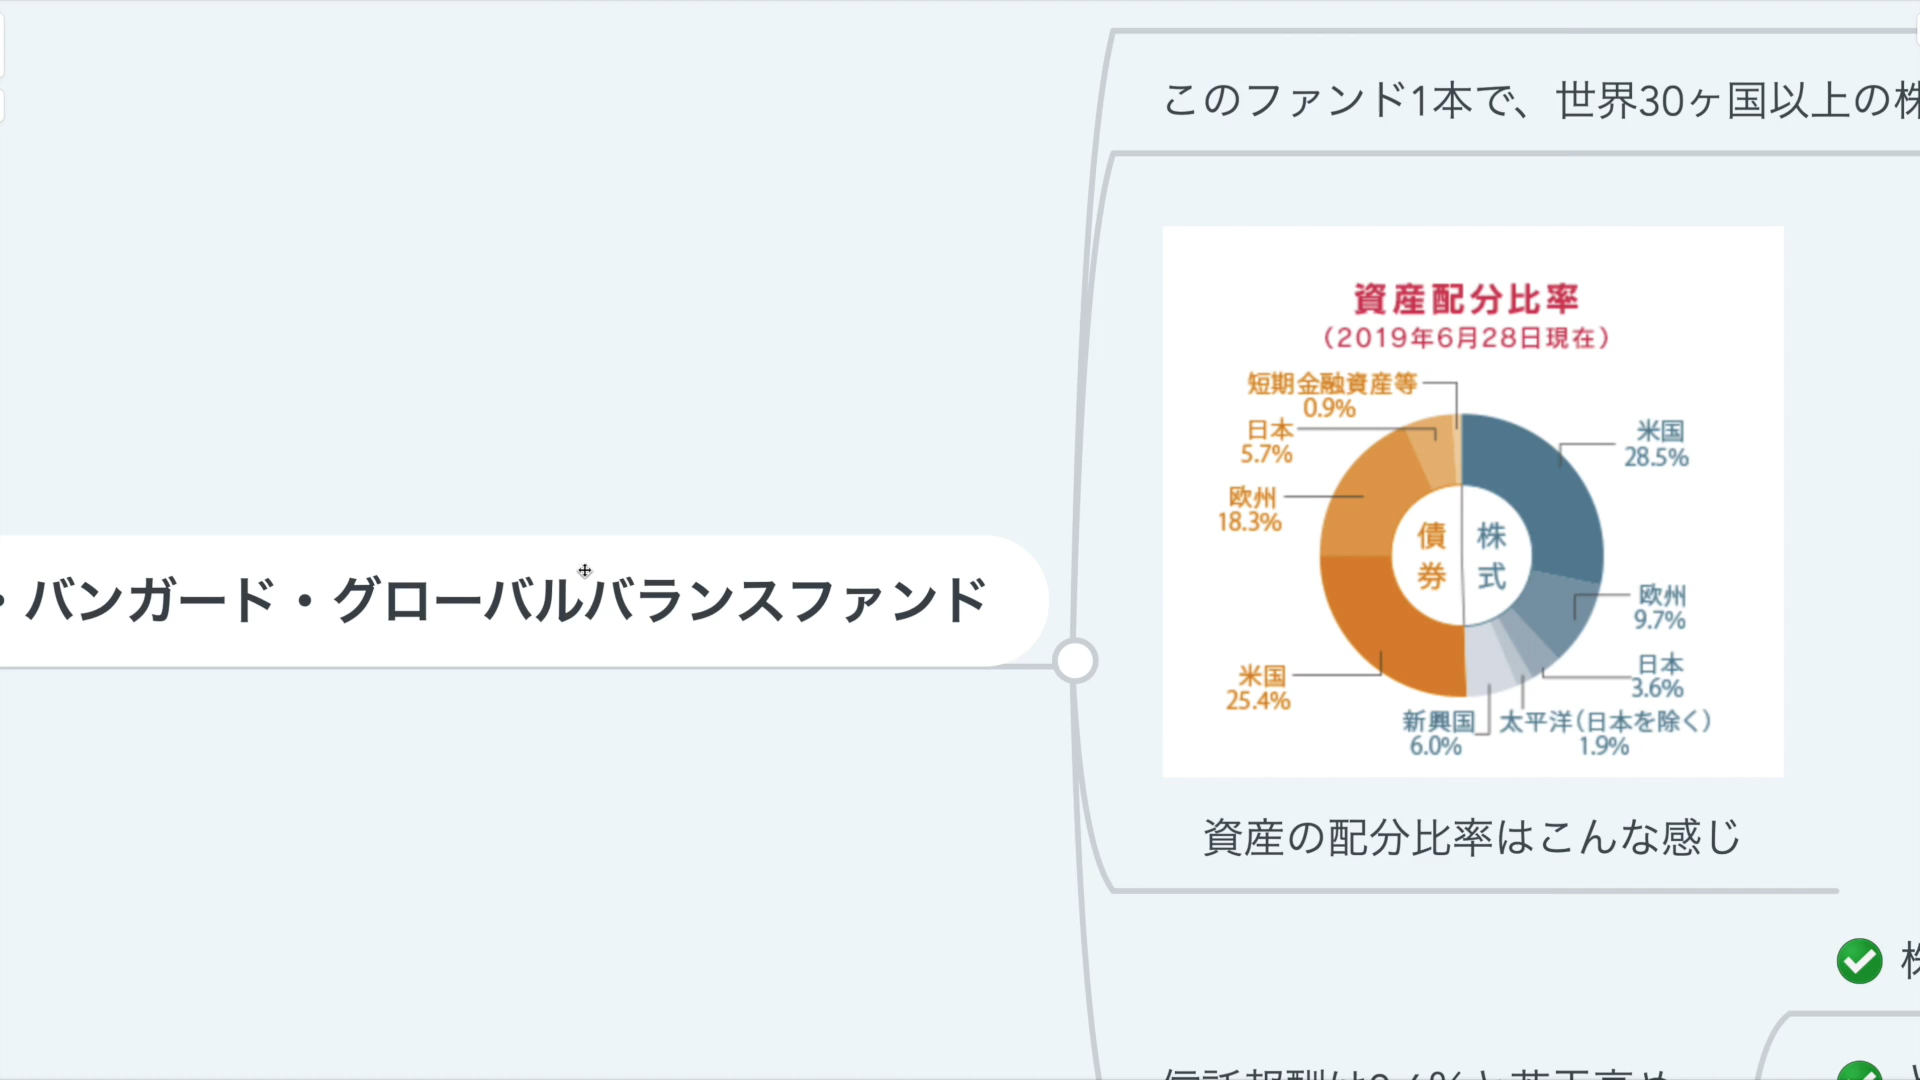 ・バンガード・グローバルバランスファンド
このファンド1本で、世界30ヶ国以上の株
資産配分比率
（2019年6月28日現在）
短期金融資産等
0.9%
日本
5.7%
欧州
18.3%
米国
25.4%
債券
株式
米国
28.5%
欧州
9.7%
日本
3.6%
太平洋（日本を除く）
1.9%
新興国
6.0%
資産の配分比率はこんな感じ